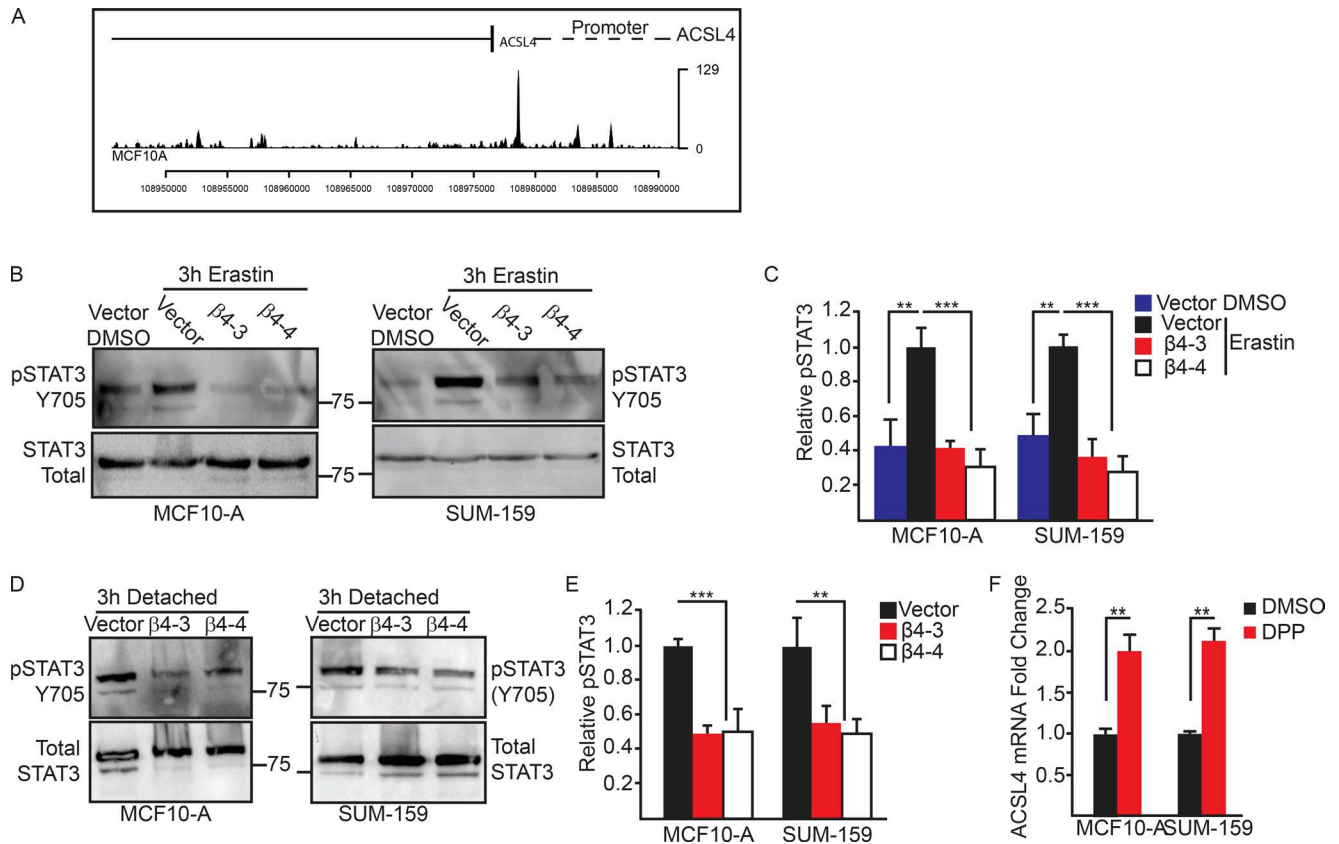 A
ACSL4
Promoter
ACSL4
129
0
MCF10A
108950000 108955000 108960000 108965000 108970000 108975000 108980000 108985000 108990000
B
3h Erastin
Vector DMSO
Vector
β4-3
β4-4
pSTAT3
Y705
75
STAT3
Total
75
MCF10-A
3h Erastin
Vector DMSO
Vector
β4-3
β4-4
pSTAT3
Y705
75
STAT3
Total
75
SUM-159
C
Relative pSTAT3
1.2
1.0
0.8
0.6
0.4
0.2
** ***
** ***
MCF10-A
SUM-159
Vector DMSO
Vector
β4-3
β4-4
Erastin
D
3h Detached
Vector β4-3 β4-4
pSTAT3
Y705
75
Total
STAT3
75
MCF10-A
3h Detached
Vector β4-3 β4-4
pSTAT3
(Y705)
Total
STAT3
SUM-159
E
Relative pSTAT3
1.2
1.0
0.8
0.6
0.4
0.2
***
**
MCF10-A
SUM-159
Vector
β4-3
β4-4
F
ACSL4 mRNA Fold Change
2.5
2.0
1.5
1.0
**
**
MCF10-A
SUM-159
DMSO
DPP